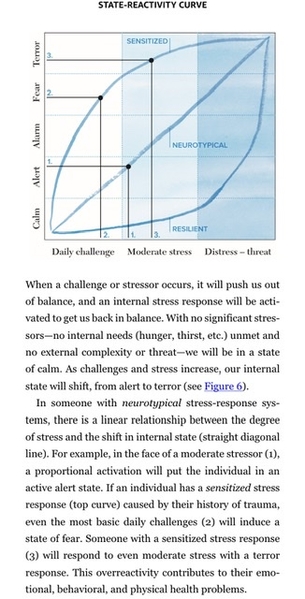 STATE-REACTIVITY CURVE
Terror
Fear
Alarm
Alert
Calm
SENSITIZED
3.
2.
NEUROTYPICAL
1.
RESILIENT
2.
1.
3.
Daily challenge
Moderate stress
Distress – threat
When a challenge or stressor occurs, it will push us out
of balance, and an internal stress response will be acti-
vated to get us back in balance. With no significant stres-
sors—no internal needs (hunger, thirst, etc.) unmet and
no external complexity or threat—we will be in a state
of calm. As challenges and stress increase, our internal
state will shift, from alert to terror (see Figure 6).
In someone with neurotypical stress-response sys-
tems, there is a linear relationship between the degree
of stress and the shift in internal state (straight diagonal
line). For example, in the face of a moderate stressor (1),
a proportional activation will put the individual in an
active alert state. If an individual has a sensitized stress
response (top curve) caused by their history of trauma,
even the most basic daily challenges (2) will induce a
state of fear. Someone with a sensitized stress response
(3) will respond to even moderate stress with a terror
response. This overreactivity contributes to their emo-
tional, behavioral, and physical health problems.